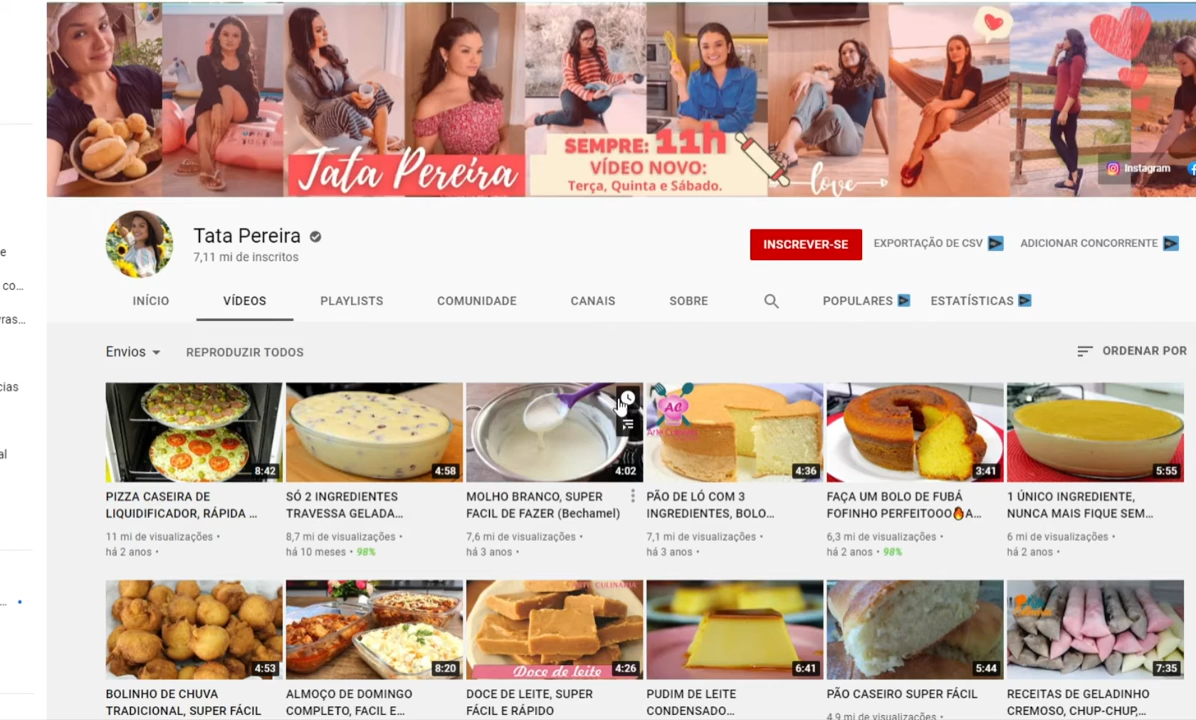 SEMPRE: 11h
VÍDEO NOVO:
Terça, Quinta e Sábado.
Tata Pereira
love
Instagram
Tata Pereira
7,11 mi de inscritos
INSCREVER-SE
EXPORTAÇÃO DE CSV
ADICIONAR CONCORRENTE
INÍCIO
VÍDEOS
PLAYLISTS
COMUNIDADE
CANAIS
SOBRE
POPULARES
ESTATÍSTICAS
e
co...
ras...
cias
al
Envios
REPRODUZIR TODOS
ORDENAR POR
8:42
4:58
4:02
AC
4:36
3:41
5:55
PIZZA CASEIRA DE
LIQUIDIFICADOR, RÁPIDA ...
11 mi de visualizações •
há 2 anos •
SÓ 2 INGREDIENTES
TRAVESSA GELADA...
8,7 mi de visualizações •
há 10 meses • 98%
MOLHO BRANCO, SUPER
FACIL DE FAZER (Bechamel)
7,6 mi de visualizações •
há 3 anos •
PÃO DE LÓ COM 3
INGREDIENTES, BOLO...
7,1 mi de visualizações •
há 3 anos •
FAÇA UM BOLO DE FUBÁ
FOFINHO PERFEITOOO🔥A...
6,3 mi de visualizações •
há 2 anos • 98%
1 ÚNICO INGREDIENTE,
NUNCA MAIS FIQUE SEM...
6 mi de visualizações •
há 2 anos •
4:53
8:20
Doce de leite
4:26
6:41
5:44
7:35
BOLINHO DE CHUVA
TRADICIONAL, SUPER FÁCIL
ALMOÇO DE DOMINGO
COMPLETO, FACIL E...
DOCE DE LEITE, SUPER
FÁCIL E RÁPIDO
PUDIM DE LEITE
CONDENSADO...
PÃO CASEIRO SUPER FÁCIL
4,9 mi de visualizações •
RECEITAS DE GELADINHO
CREMOSO, CHUP-CHUP,...